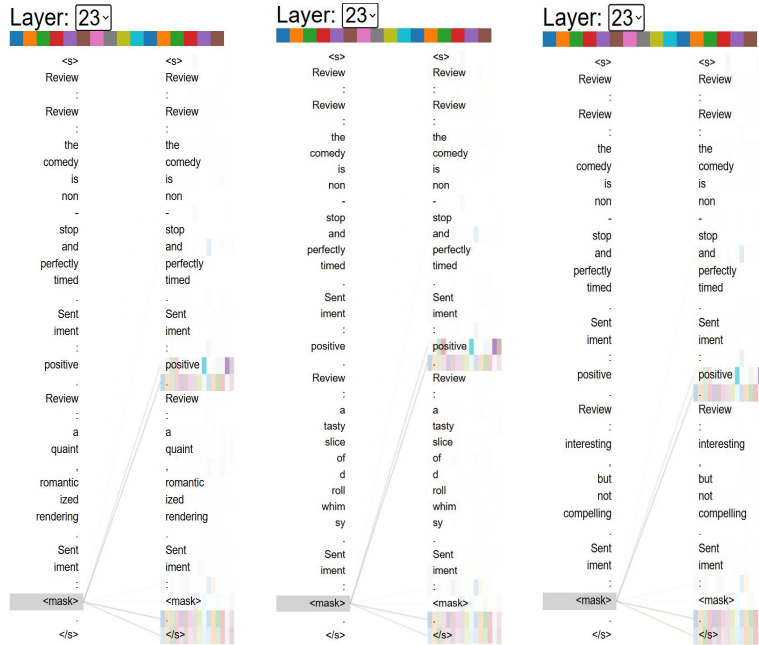 Layer: 23
<s> <s>
Review Review
: :
Review Review
: :
the the
comedy comedy
is is
non non
- -
stop stop
and and
perfectly perfectly
timed timed
. .
Sent Sent
iment iment
: :
positive positive
. .
Review Review
: :
a a
quaint quaint
, ,
romantic romantic
ized ized
rendering rendering
. .
Sent Sent
iment iment
: :
<mask> <mask>
. .
</s> </s>
Layer: 23
<s> <s>
Review Review
: :
Review Review
: :
the the
comedy comedy
is is
non non
- -
stop stop
and and
perfectly perfectly
timed timed
. .
Sent Sent
iment iment
: :
positive positive
. .
Review Review
: :
a a
tasty tasty
slice slice
of of
d d
roll roll
whim whim
sy sy
. .
Sent Sent
iment iment
: :
<mask> <mask>
. .
</s> </s>
Layer: 23
<s> <s>
Review Review
: :
Review Review
: :
the the
comedy comedy
is is
non non
- -
stop stop
and and
perfectly perfectly
timed timed
. .
Sent Sent
iment iment
: :
positive positive
. .
Review Review
: :
interesting interesting
, ,
but but
not not
compelling compelling
. .
Sent Sent
iment iment
: :
<mask> <mask>
. .
</s> </s>